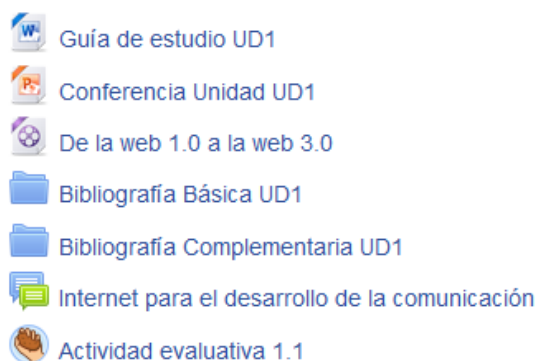 Guía de estudio UD1
Conferencia Unidad UD1
De la web 1.0 a la web 3.0
Bibliografía Básica UD1
Bibliografía Complementaria UD1
Internet para el desarrollo de la comunicación
Actividad evaluativa 1.1